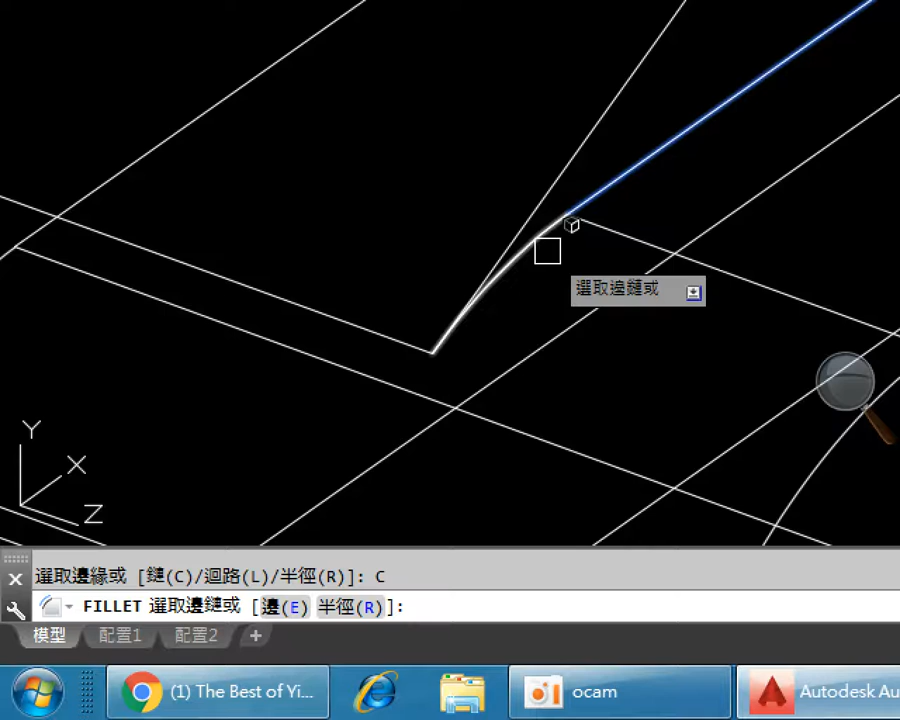 選取邊鏈或
Y
X
Z
選取邊緣或 [鏈(C)/迴路(L)/半徑(R)]: C
FILLET 選取邊鏈或 [邊(E) 半徑(R)]:
模型 配置1 配置2 +
(1) The Best of Yi... ocam Autodesk Au